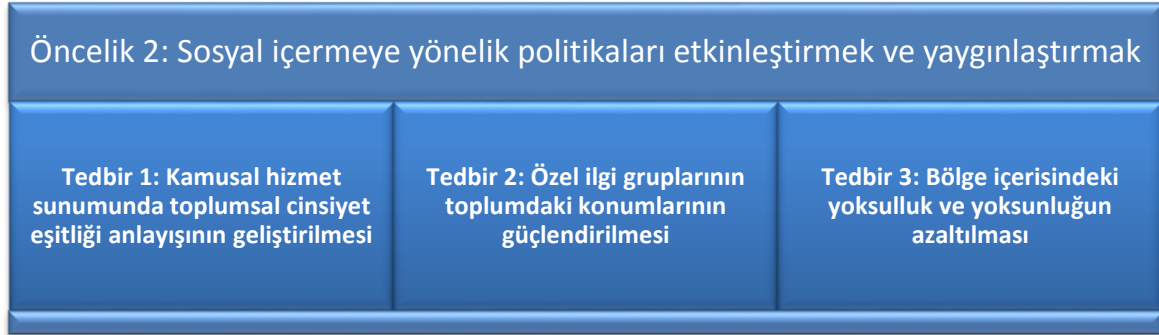 Öncelik 2: Sosyal içermeye yönelik politikaları etkinleştirmek ve yaygınlaştırmak
Tedbir 1: Kamusal hizmet
sunumunda toplumsal cinsiyet
eşitliği anlayışının geliştirilmesi
Tedbir 2: Özel ilgi gruplarının
toplumdaki konumlarının
güçlendirilmesi
Tedbir 3: Bölge içerisindeki
yoksulluk ve yoksunluğun
azaltılması